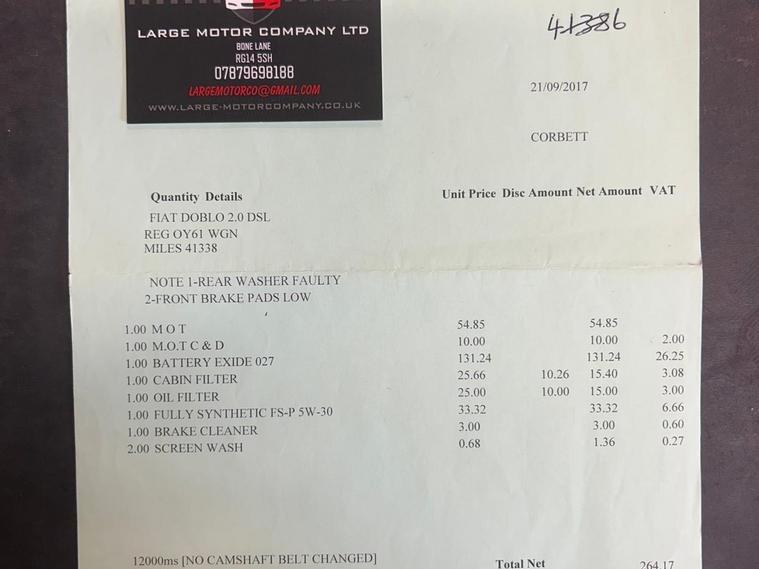 LARGE MOTOR COMPANY LTD
BONE LANE
RG14 5SH
07879698188
LARGEMOTORCO@GMAIL.COM
WWW.LARGE-MOTORCOMPANY.CO.UK
41386
21/09/2017
CORBETT
Quantity Details Unit Price Disc Amount Net Amount VAT
FIAT DOBLO 2.0 DSL
REG OY61 WGN
MILES 41338
NOTE 1-REAR WASHER FAULTY
2-FRONT BRAKE PADS LOW
1.00 M O T 54.85 54.85
1.00 M.O.T C & D 10.00 10.00 2.00
1.00 BATTERY EXIDE 027 131.24 131.24 26.25
1.00 CABIN FILTER 25.66 10.26 15.40 3.08
1.00 OIL FILTER 25.00 10.00 15.00 3.00
1.00 FULLY SYNTHETIC FS-P 5W-30 33.32 33.32 6.66
1.00 BRAKE CLEANER 3.00 3.00 0.60
2.00 SCREEN WASH 0.68 1.36 0.27
12000ms [NO CAMSHAFT BELT CHANGED] Total Net 264.17